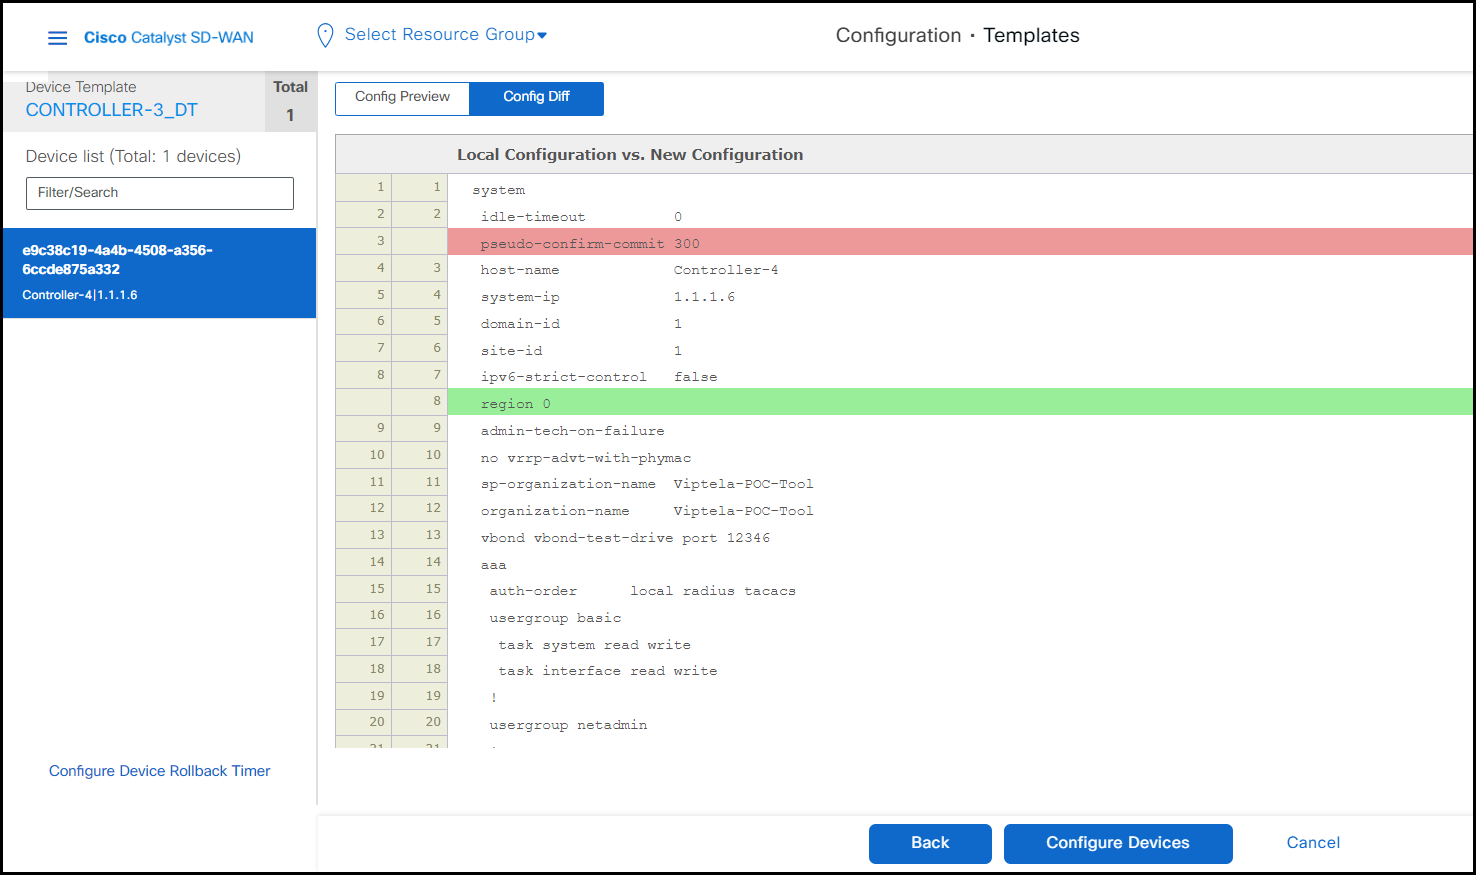 Cisco Catalyst SD-WAN
Select Resource Group
Configuration · Templates
Device Template
CONTROLLER-3_DT
Total
1
Device list (Total: 1 devices)
Filter/Search
e9c38c19-4a4b-4508-a356-
6ccde875a332
Controller-4|1.1.1.6
Configure Device Rollback Timer
Config Preview
Config Diff
Local Configuration vs. New Configuration
1 1 system
2 2 idle-timeout 0
3 pseudo-confirm-commit 300
4 3 host-name Controller-4
5 4 system-ip 1.1.1.6
6 5 domain-id 1
7 6 site-id 1
8 7 ipv6-strict-control false
8 region 0
9 9 admin-tech-on-failure
10 10 no vrrp-advt-with-phymac
11 11 sp-organization-name Viptela-POC-Tool
12 12 organization-name Viptela-POC-Tool
13 13 vbond vbond-test-drive port 12346
14 14 aaa
15 15 auth-order local radius tacacs
16 16 usergroup basic
17 17 task system read write
18 18 task interface read write
19 19 !
20 20 usergroup netadmin
21 21
Back
Configure Devices
Cancel